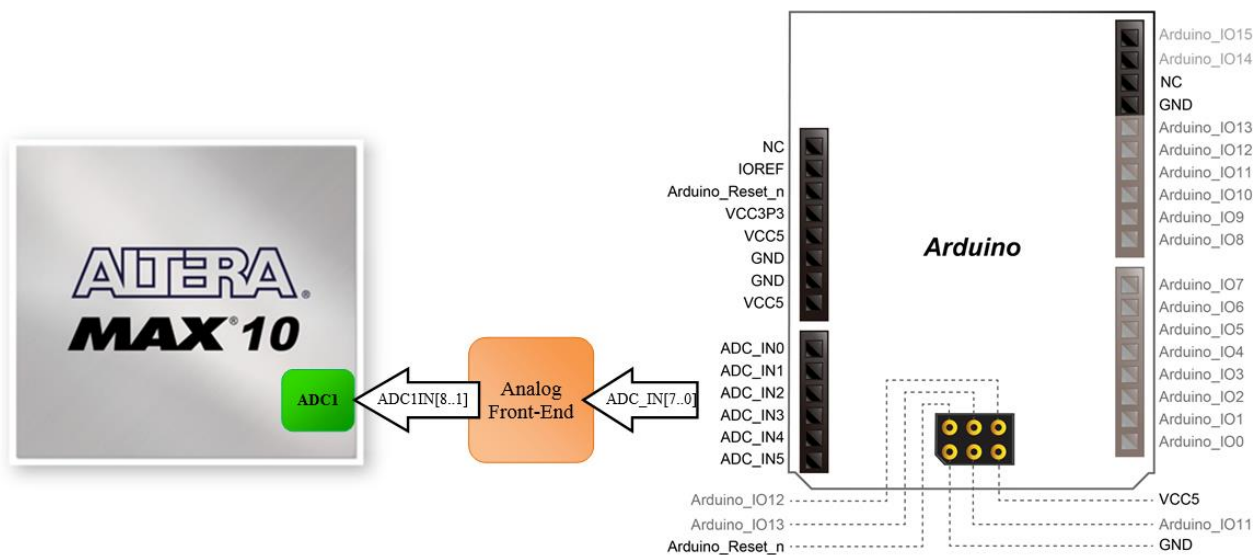 ALTERA®
MAX®10
ADC1
ADC1IN[8..1]
Analog
Front-End
ADC_IN[7..0]
NC
IOREF
Arduino_Reset_n
VCC3P3
VCC5
GND
GND
VCC5
ADC_IN0
ADC_IN1
ADC_IN2
ADC_IN3
ADC_IN4
ADC_IN5
Arduino_IO12
Arduino_IO13
Arduino_Reset_n
Arduino
Arduino_IO15
Arduino_IO14
NC
GND
Arduino_IO13
Arduino_IO12
Arduino_IO11
Arduino_IO10
Arduino_IO9
Arduino_IO8
Arduino_IO7
Arduino_IO6
Arduino_IO5
Arduino_IO4
Arduino_IO3
Arduino_IO2
Arduino_IO1
Arduino_IO0
VCC5
Arduino_IO11
GND